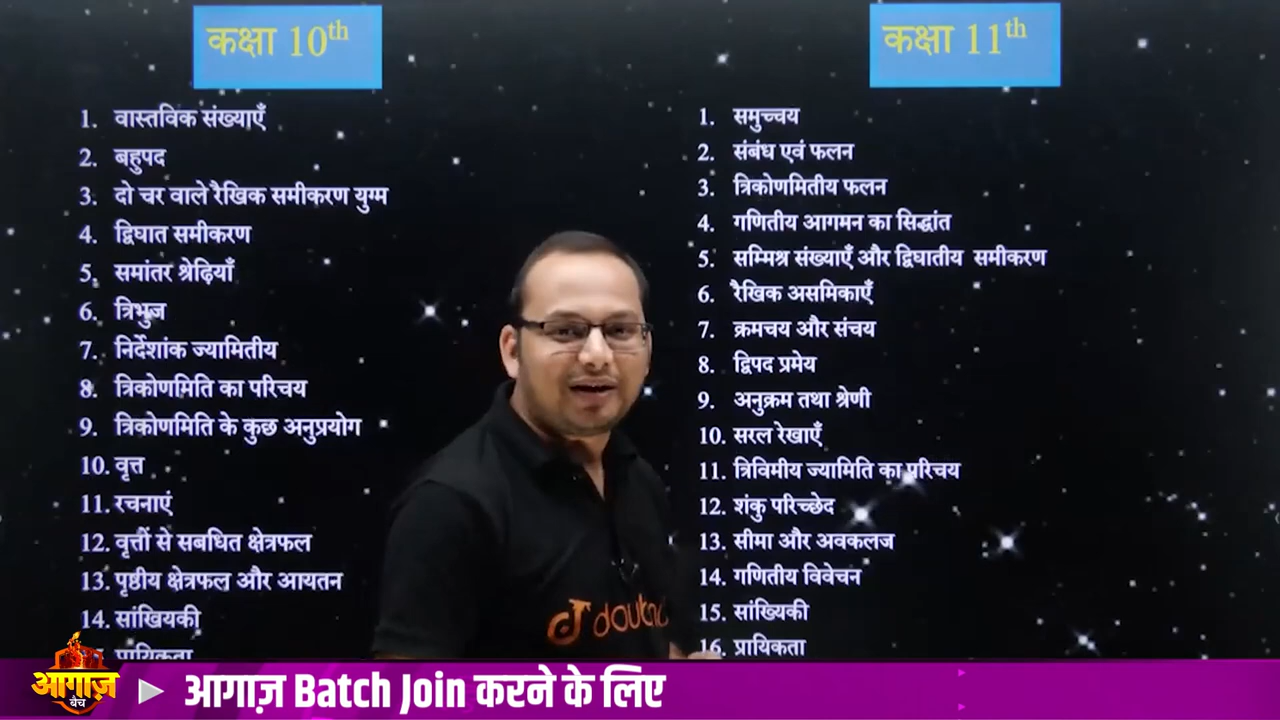 कक्षा 10th
1. वास्तविक संख्याएँ
2. बहुपद
3. दो चर वाले रैखिक समीकरण युग्म
4. द्विघात समीकरण
5. समांतर श्रेढ़ियाँ
6. त्रिभुज
7. निर्देशांक ज्यामितीय
8. त्रिकोणमिति का परिचय
9. त्रिकोणमिति के कुछ अनुप्रयोग
10. वृत्त
11. रचनाएं
12. वृत्तीं से सबधित क्षेत्रफल
13. पृष्ठीय क्षेत्रफल और आयतन
14. सांखियकी
प्रायिकता
कक्षा 11th
1. समुच्चय
2. संबंध एवं फलन
3. त्रिकोणमितीय फलन
4. गणितीय आगमन का सिद्धांत
5. सम्मिश्र संख्याएँ और द्विघातीय समीकरण
6. रैखिक असमिकाएँ
7. क्रमचय और संचय
8. द्विपद प्रमेय
9. अनुक्रम तथा श्रेणी
10. सरल रेखाएँ
11. त्रिविमीय ज्यामिति का परिचय
12. शंकु परिच्छेद
13. सीमा और अवकलज
14. गणितीय विवेचन
15. सांख्यिकी
16. प्रायिकता
आगाज़
बैच
आगाज़ Batch Join करने के लिए